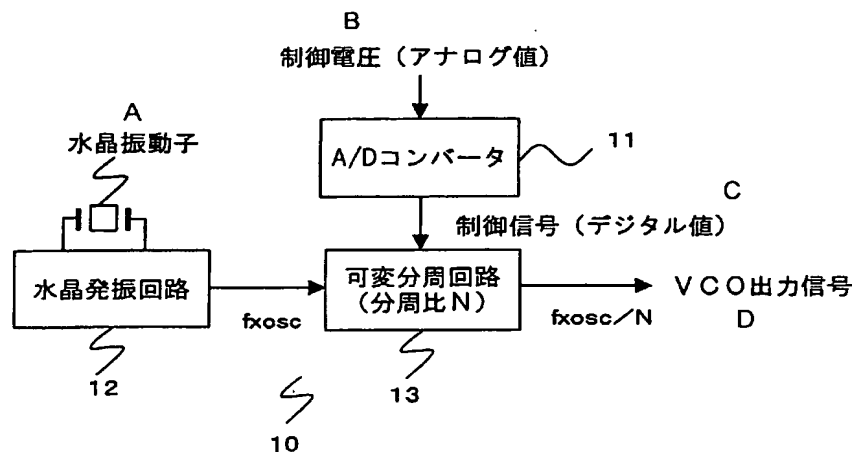 B
制御電圧（アナログ値）
A
水晶振動子
A/Dコンバータ
11
C
制御信号（デジタル値）
水晶発振回路
fxosc
可変分周回路
（分周比N）
fxosc／N
VCO出力信号
D
12
13
10